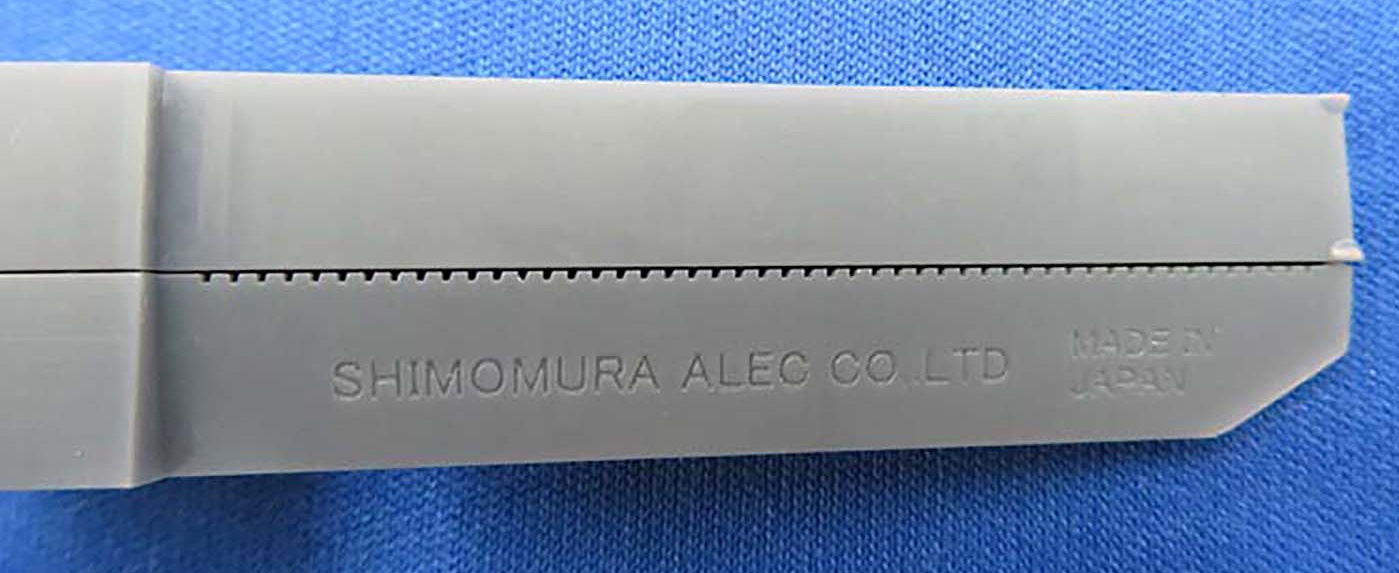 SHIMOMURA ALEC CO.,LTD
MADE IN
JAPAN